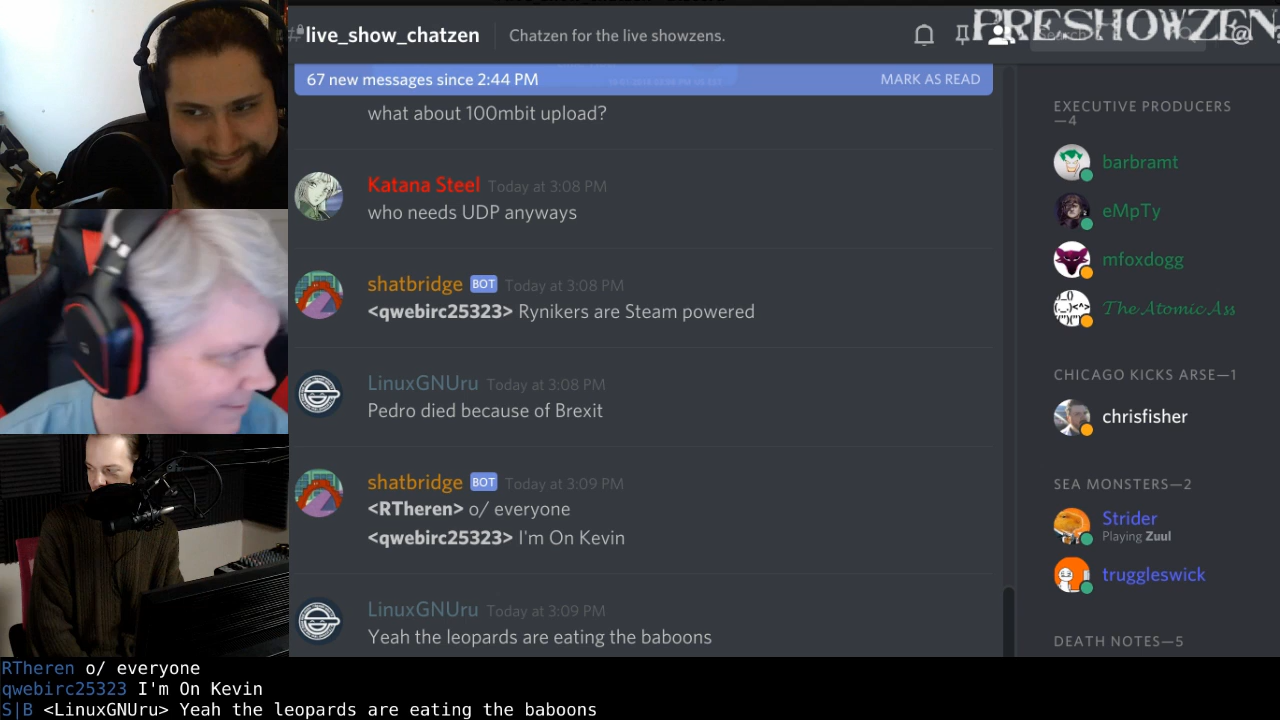 live_show_chatzen
Chatzen for the live showzens.
PRESHOWZEN
Search
67 new messages since 2:44 PM
MARK AS READ
what about 100mbit upload?
Katana Steel Today at 3:08 PM
who needs UDP anyways
shatbridge BOT Today at 3:08 PM
<qwebirc25323> Rynikers are Steam powered
LinuxGNUru Today at 3:08 PM
Pedro died because of Brexit
shatbridge BOT Today at 3:09 PM
<RTheren> o/ everyone
<qwebirc25323> I'm On Kevin
LinuxGNUru Today at 3:09 PM
Yeah the leopards are eating the baboons
EXECUTIVE PRODUCERS
—4
barbramt
eMpTy
mfoxdogg
The Atomic Ass
CHICAGO KICKS ARSE—1
chrisfisher
SEA MONSTERS—2
Strider
Playing Zuul
truggleswick
DEATH NOTES—5
RTheren o/ everyone
qwebirc25323 I'm On Kevin
S|B <LinuxGNUru> Yeah the leopards are eating the baboons